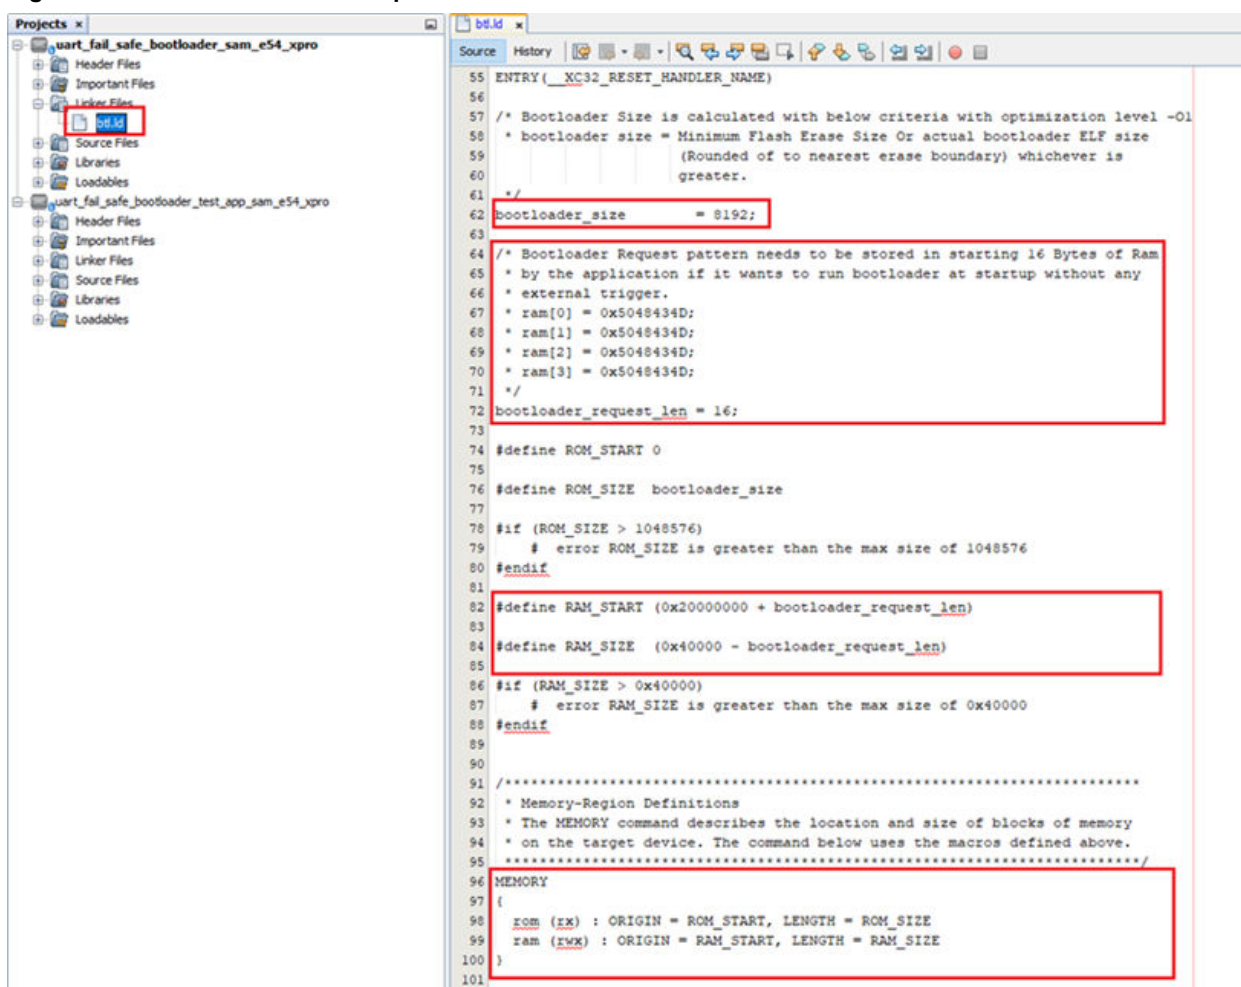 Projects ×
uart_fail_safe_bootloader_sam_e54_xpro
Header Files
Important Files
Linker Files
btl.ld
Source Files
Libraries
Loadables
uart_fail_safe_bootloader_test_app_sam_e54_xpro
Header Files
Important Files
Linker Files
Source Files
Libraries
Loadables
btl.ld ×
Source History
55 ENTRY(__XC32_RESET_HANDLER_NAME)
56
57 /* Bootloader Size is calculated with below criteria with optimization level -O1
58 * bootloader size = Minimum Flash Erase Size Or actual bootloader ELF size
59 (Rounded of to nearest erase boundary) whichever is
60 greater.
61 */
62 bootloader_size = 8192;
63
64 /* Bootloader Request pattern needs to be stored in starting 16 Bytes of Ram
65 * by the application if it wants to run bootloader at startup without any
66 * external trigger.
67 * ram[0] = 0x5048434D;
68 * ram[1] = 0x5048434D;
69 * ram[2] = 0x5048434D;
70 * ram[3] = 0x5048434D;
71 */
72 bootloader_request_len = 16;
73
74 #define ROM_START 0
75
76 #define ROM_SIZE bootloader_size
77
78 #if (ROM_SIZE > 1048576)
79 # error ROM_SIZE is greater than the max size of 1048576
80 #endif
81
82 #define RAM_START (0x20000000 + bootloader_request_len)
83
84 #define RAM_SIZE (0x40000 - bootloader_request_len)
85
86 #if (RAM_SIZE > 0x40000)
87 # error RAM_SIZE is greater than the max size of 0x40000
88 #endif
89
90
91 /*************************************************************************
92 * Memory-Region Definitions
93 * The MEMORY command describes the location and size of blocks of memory
94 * on the target device. The command below uses the macros defined above.
95 *************************************************************************/
96 MEMORY
97 {
98 rom (rx) : ORIGIN = ROM_START, LENGTH = ROM_SIZE
99 ram (rwx) : ORIGIN = RAM_START, LENGTH = RAM_SIZE
100 }
101